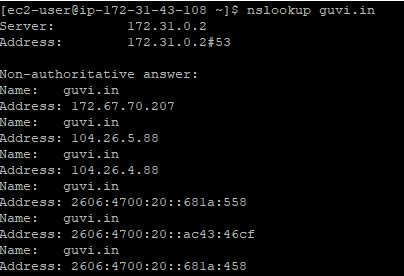 [ec2-user@ip-172-31-43-108 ~]$ nslookup guvi.in
Server:         172.31.0.2
Address:        172.31.0.2#53

Non-authoritative answer:
Name:   guvi.in
Address: 172.67.70.207
Name:   guvi.in
Address: 104.26.5.88
Name:   guvi.in
Address: 104.26.4.88
Name:   guvi.in
Address: 2606:4700:20::681a:558
Name:   guvi.in
Address: 2606:4700:20::ac43:46cf
Name:   guvi.in
Address: 2606:4700:20::681a:458